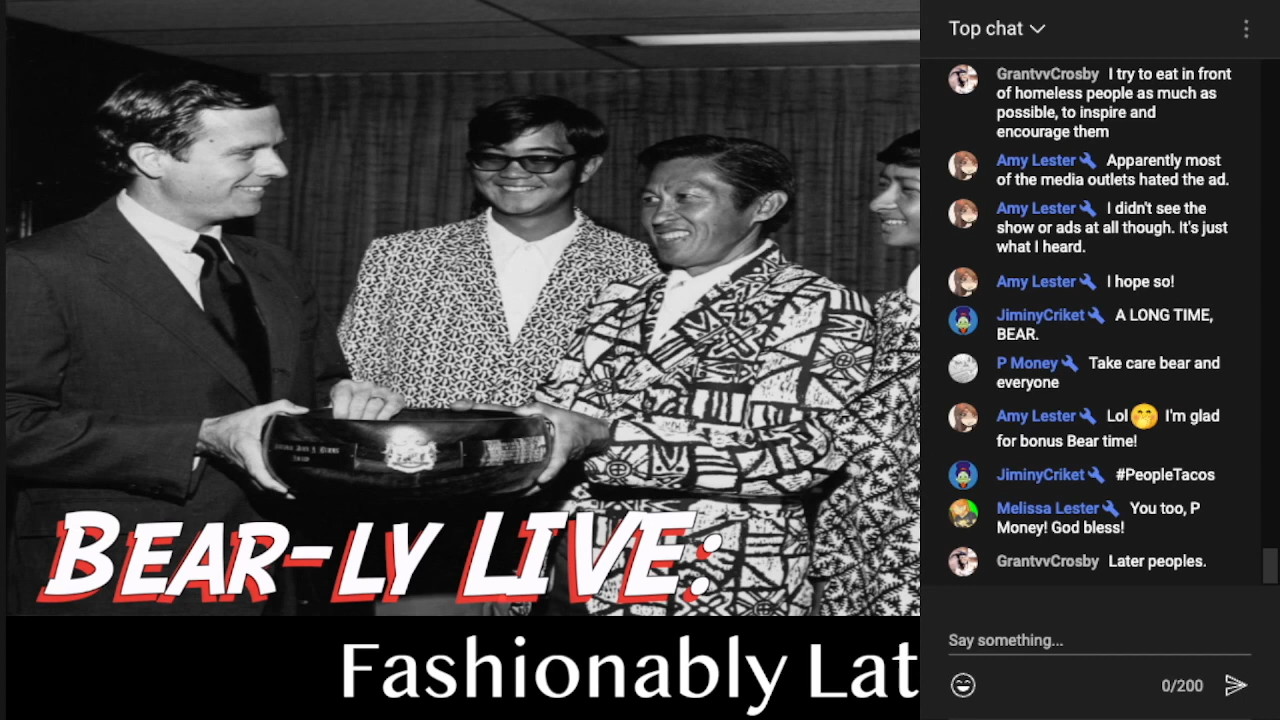 BEAR-LY LIVE:
Fashionably Lat
Top chat
GrantvvCrosby I try to eat in front
of homeless people as much as
possible, to inspire and
encourage them
Amy Lester Apparently most
of the media outlets hated the ad.
Amy Lester I didn't see the
show or ads at all though. It's just
what I heard.
Amy Lester I hope so!
JiminyCriket A LONG TIME,
BEAR.
P Money Take care bear and
everyone
Amy Lester Lol🤭 I'm glad
for bonus Bear time!
JiminyCriket #PeopleTacos
Melissa Lester You too, P
Money! God bless!
GrantvvCrosby Later peoples.
Say something...
0/200